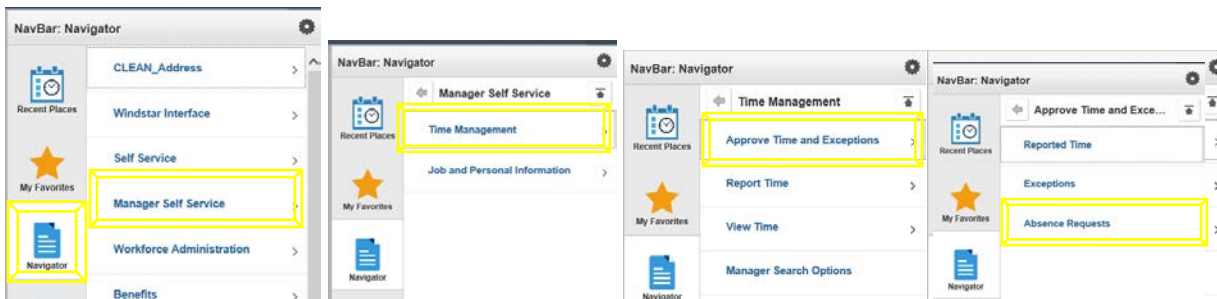 NavBar: Navigator
Recent Places
My Favorites
Navigator
CLEAN_Address
Windstar Interface
Self Service
Manager Self Service
Workforce Administration
Benefits
NavBar: Navigator
Recent Places
My Favorites
Navigator
Manager Self Service
Time Management
Job and Personal Information
NavBar: Navigator
Recent Places
My Favorites
Navigator
Time Management
Approve Time and Exceptions
Report Time
View Time
Manager Search Options
NavBar: Navigator
Recent Places
My Favorites
Navigator
Approve Time and Exce...
Reported Time
Exceptions
Absence Requests